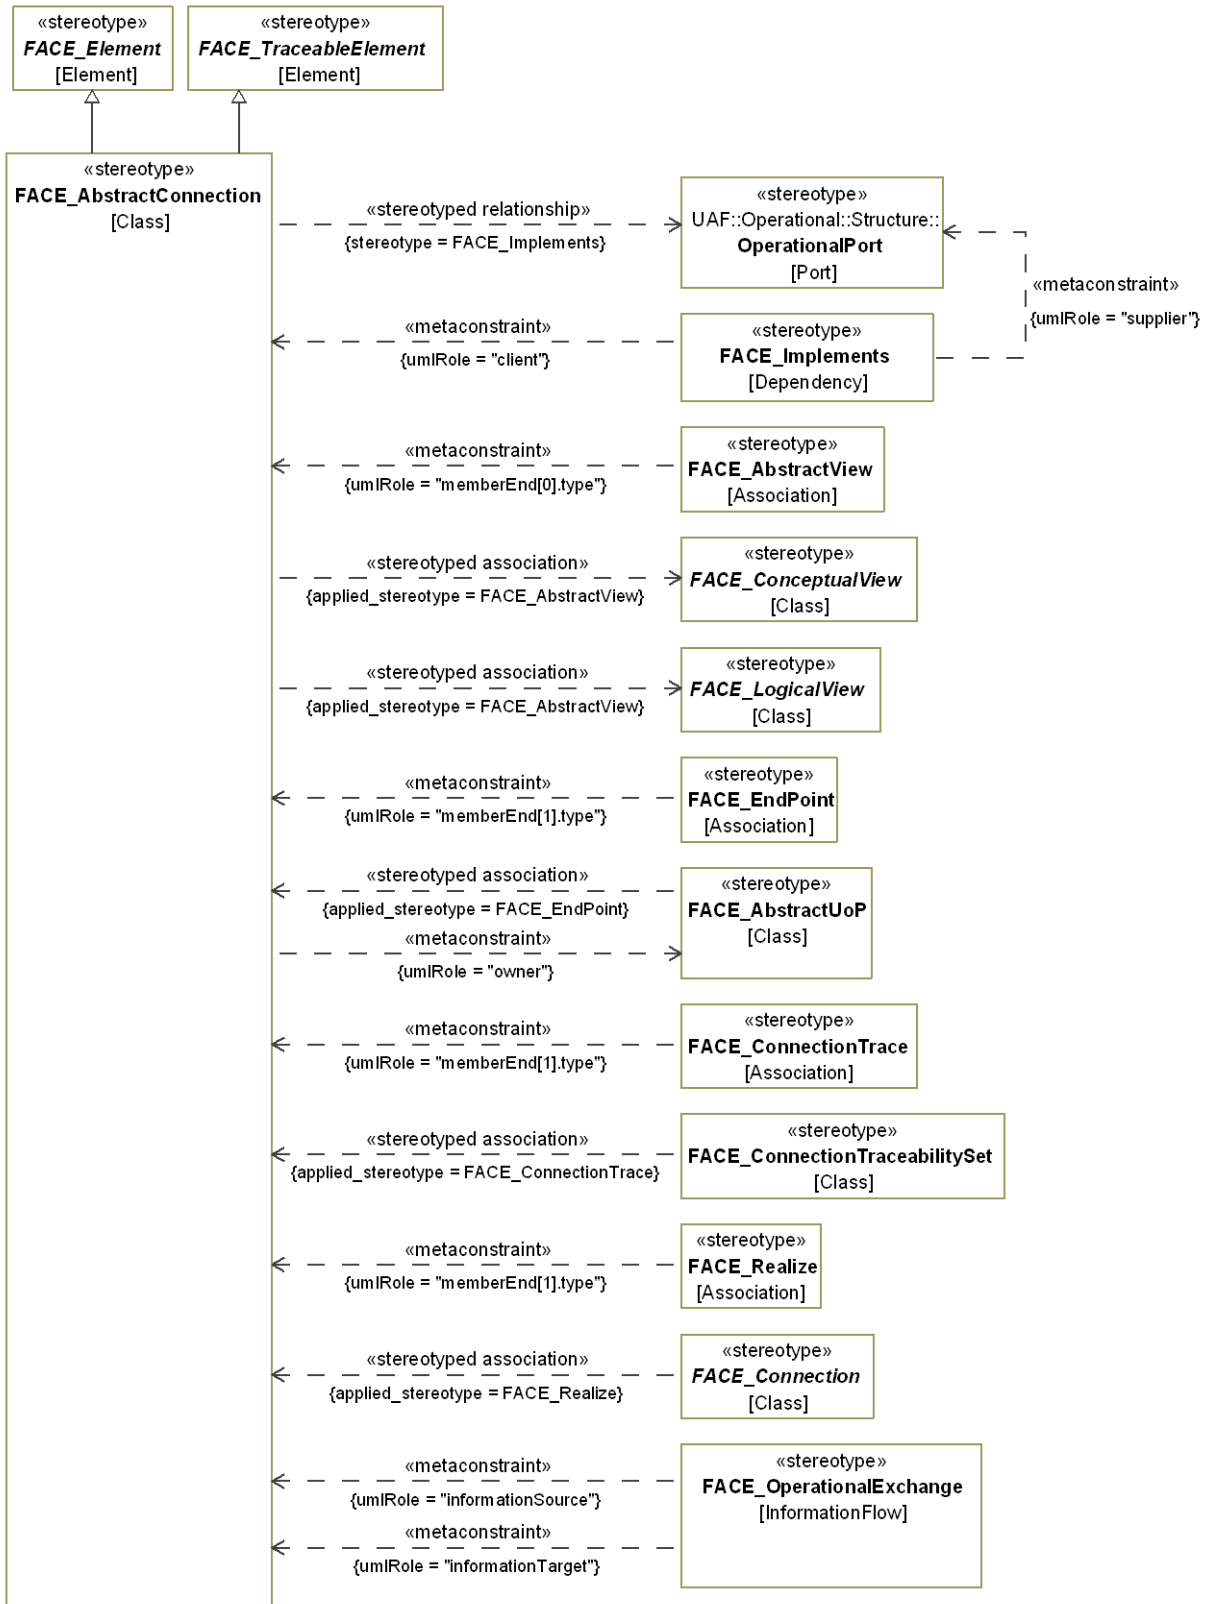 «stereotype»
FACE_Element
[Element]
«stereotype»
FACE_TraceableElement
[Element]
«stereotype»
FACE_AbstractConnection
[Class]
«stereotyped relationship»
{stereotype = FACE_Implements}
«stereotype»
UAF::Operational::Structure::
OperationalPort
[Port]
«metaconstraint»
{umlRole = "supplier"}
«metaconstraint»
{umlRole = "client"}
«stereotype»
FACE_Implements
[Dependency]
«metaconstraint»
{umlRole = "memberEnd[0].type"}
«stereotype»
FACE_AbstractView
[Association]
«stereotyped association»
{applied_stereotype = FACE_AbstractView}
«stereotype»
FACE_ConceptualView
[Class]
«stereotyped association»
{applied_stereotype = FACE_AbstractView}
«stereotype»
FACE_LogicalView
[Class]
«metaconstraint»
{umlRole = "memberEnd[1].type"}
«stereotype»
FACE_EndPoint
[Association]
«stereotyped association»
{applied_stereotype = FACE_EndPoint}
«metaconstraint»
{umlRole = "owner"}
«stereotype»
FACE_AbstractUoP
[Class]
«metaconstraint»
{umlRole = "memberEnd[1].type"}
«stereotype»
FACE_ConnectionTrace
[Association]
«stereotyped association»
{applied_stereotype = FACE_ConnectionTrace}
«stereotype»
FACE_ConnectionTraceabilitySet
[Class]
«metaconstraint»
{umlRole = "memberEnd[1].type"}
«stereotype»
FACE_Realize
[Association]
«stereotyped association»
{applied_stereotype = FACE_Realize}
«stereotype»
FACE_Connection
[Class]
«metaconstraint»
{umlRole = "informationSource"}
«metaconstraint»
{umlRole = "informationTarget"}
«stereotype»
FACE_OperationalExchange
[InformationFlow]